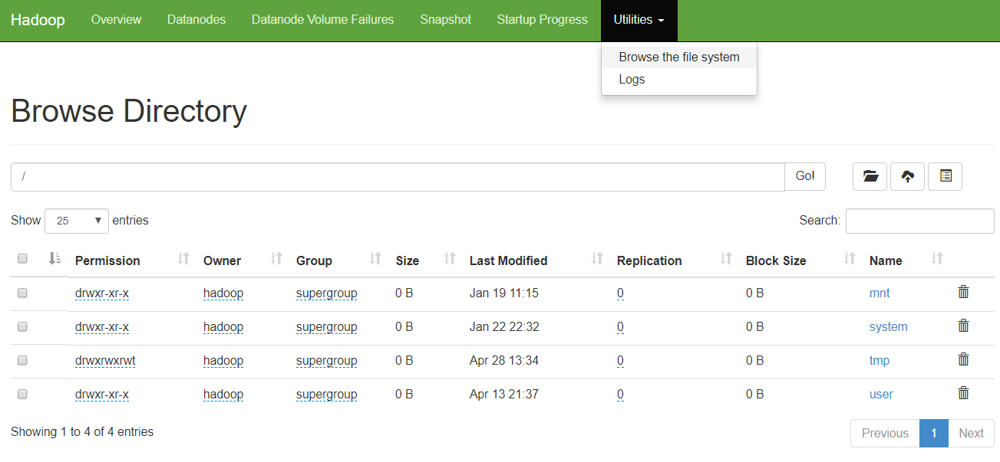 Hadoop Overview Datanodes Datanode Volume Failures Snapshot Startup Progress Utilities
Browse the file system
Logs
Browse Directory
/ Go!
Show 25 entries Search:
Permission Owner Group Size Last Modified Replication Block Size Name
drwxr-xr-x hadoop supergroup 0 B Jan 19 11:15 0 0 B mnt
drwxr-xr-x hadoop supergroup 0 B Jan 22 22:32 0 0 B system
drwxrwxrwt hadoop supergroup 0 B Apr 28 13:34 0 0 B tmp
drwxr-xr-x hadoop supergroup 0 B Apr 13 21:37 0 0 B user
Showing 1 to 4 of 4 entries Previous 1 Next